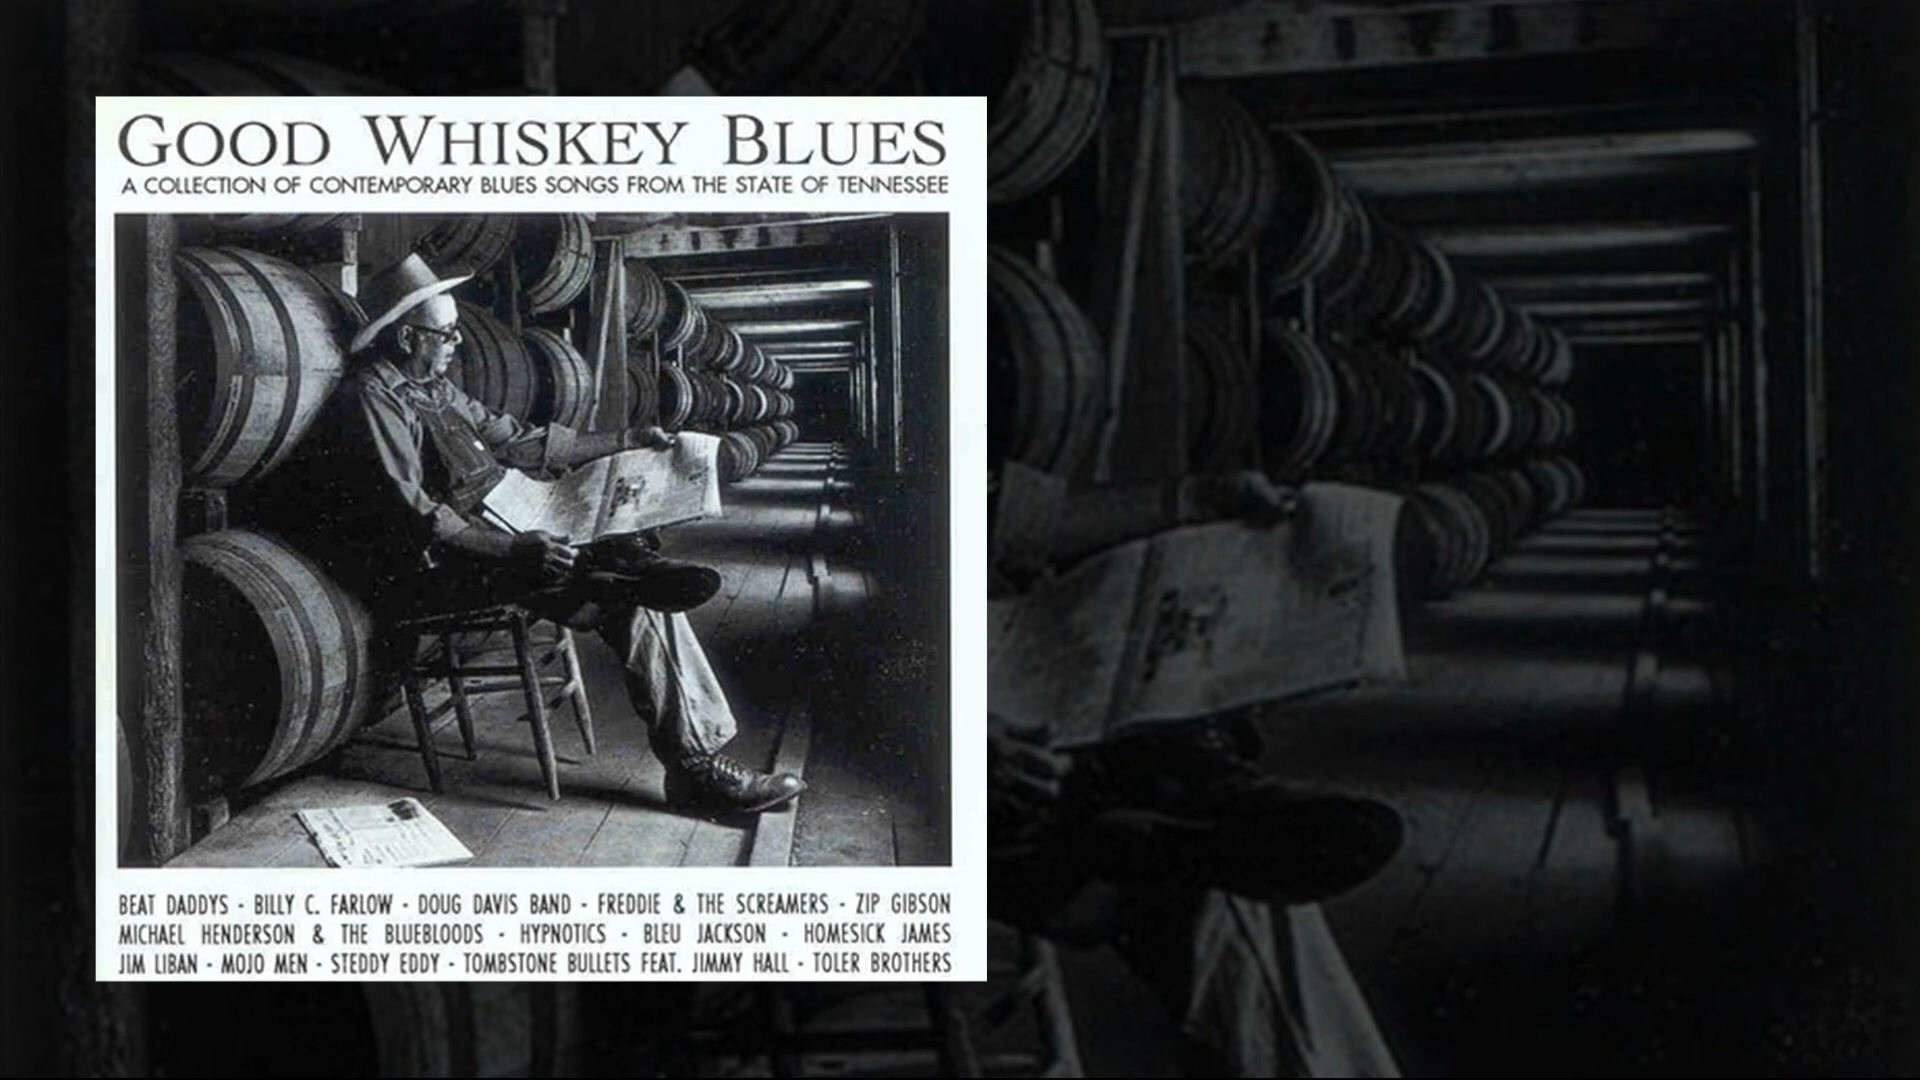 GOOD WHISKEY BLUES
A COLLECTION OF CONTEMPORARY BLUES SONGS FROM THE STATE OF TENNESSEE
BEAT DADDYS - BILLY C. FARLOW - DOUG DAVIS BAND - FREDDIE & THE SCREAMERS - ZIP GIBSON
MICHAEL HENDERSON & THE BLUEBLOODS - HYPNOTICS - BLEU JACKSON - HOMESICK JAMES
JIM LIBAN - MOJO MEN - STEDDY EDDY - TOMBSTONE BULLETS FEAT. JIMMY HALL - TOLER BROTHERS